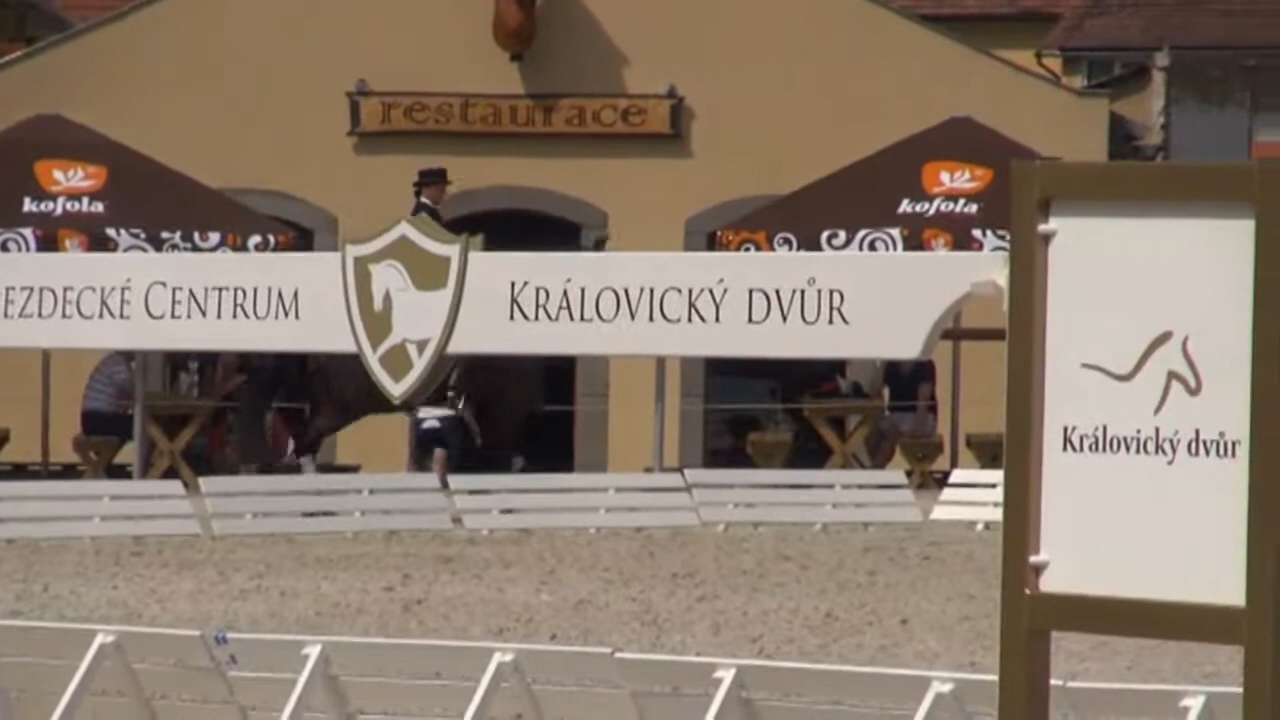 restaurace
kofola
kofola
EZDECKÉ CENTRUM
KRÁLOVICKÝ DVŮR
Královický dvůr